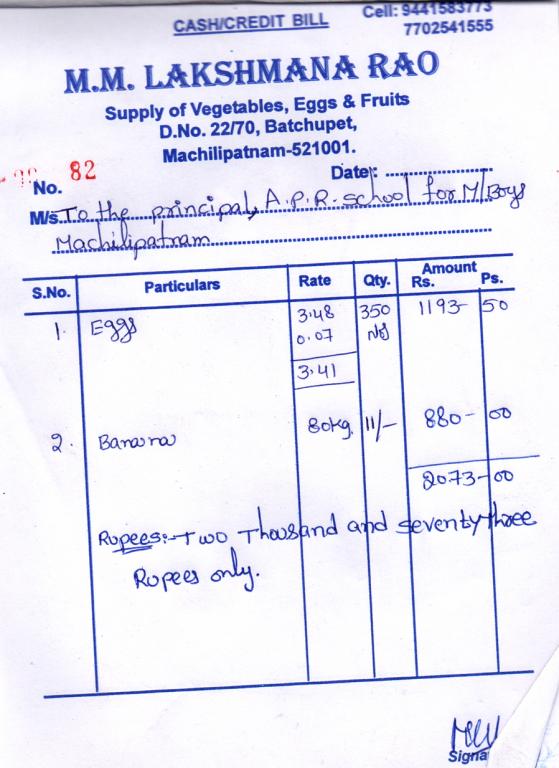 CASH/CREDIT BILL
Cell: 9441583773
7702541555
M.M. LAKSHMANA RAO
Supply of Vegetables, Eggs & Fruits
D.No. 22/70, Batchupet,
Machilipatnam-521001.
No. 82
Date:
M/s. To the principal, A.P.R. school for M/Boys
Machilipatnam
S.No. Particulars Rate Qty. Amount Rs. Ps.
1. Eggs 3.48 350 1193- 50
0.07 Nos
3.41
2. Banana 80kg. 11/- 880- 00
2073-00
Rupees:- Two Thousand and seventy three
Rupees only.
Signa